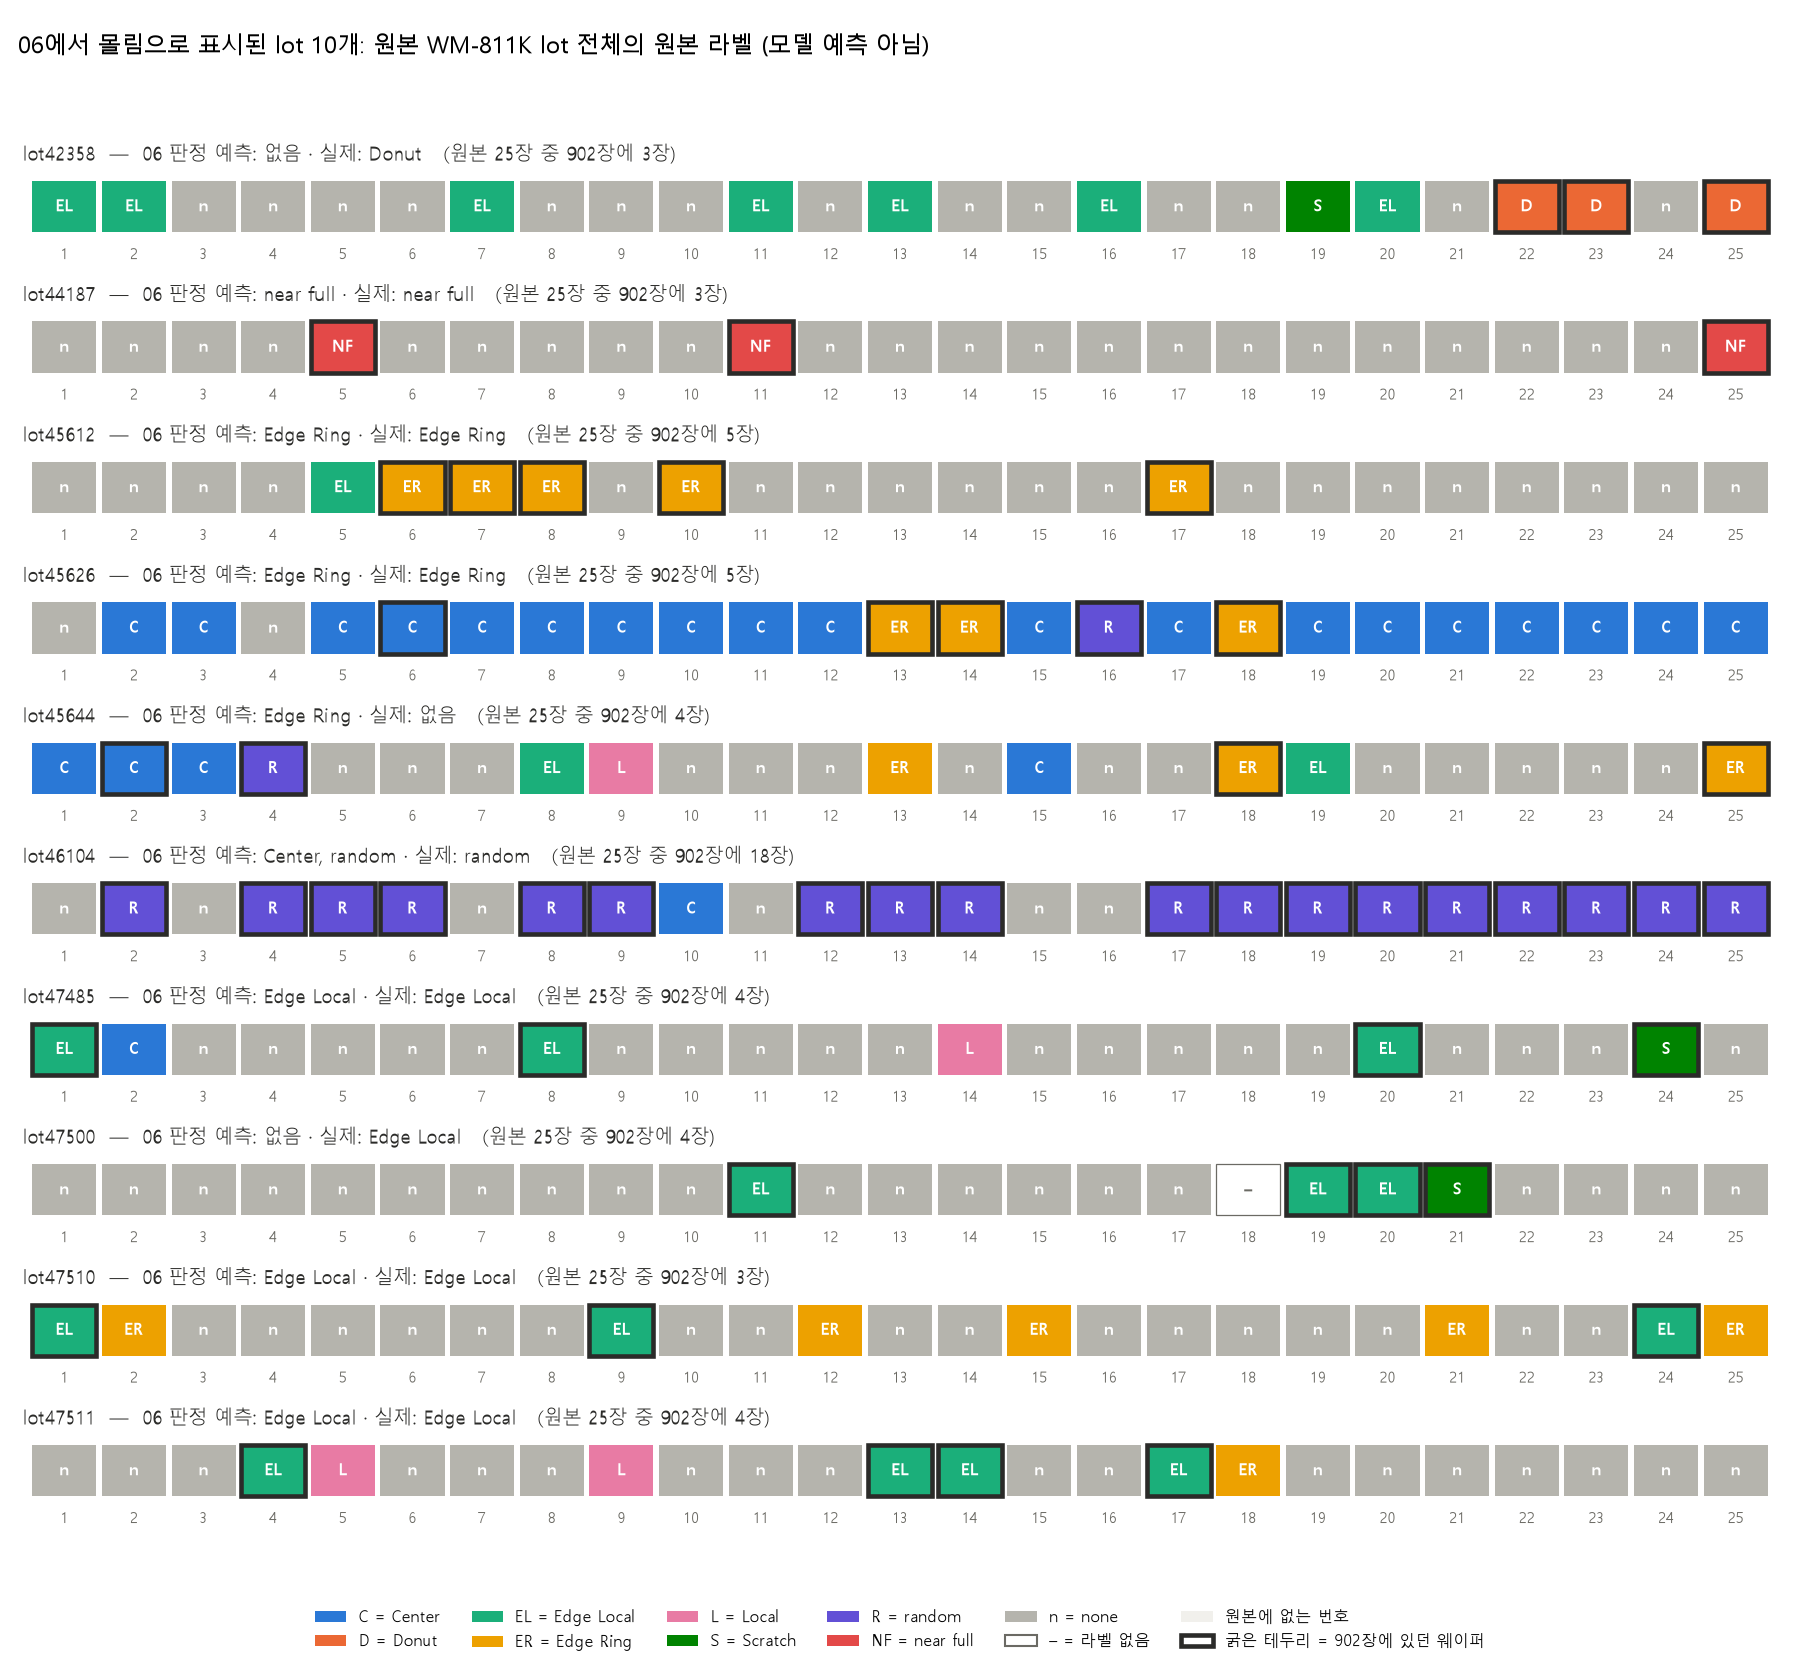 06에서 몰림으로 표시된 lot 10개: 원본 WM-811K lot 전체의 원본 라벨 (모델 예측 아님)
lot42358 — 06 판정 예측: 없음 · 실제: Donut (원본 25장 중 902장에 3장)
EL EL n n n n EL n n n EL n EL n n EL n n S EL n D D n D
1 2 3 4 5 6 7 8 9 10 11 12 13 14 15 16 17 18 19 20 21 22 23 24 25
lot44187 — 06 판정 예측: near full · 실제: near full (원본 25장 중 902장에 3장)
n n n n NF n n n n n NF n n n n n n n n n n n n n NF
1 2 3 4 5 6 7 8 9 10 11 12 13 14 15 16 17 18 19 20 21 22 23 24 25
lot45612 — 06 판정 예측: Edge Ring · 실제: Edge Ring (원본 25장 중 902장에 5장)
n n n n EL ER ER ER n ER n n n n n n ER n n n n n n n n
1 2 3 4 5 6 7 8 9 10 11 12 13 14 15 16 17 18 19 20 21 22 23 24 25
lot45626 — 06 판정 예측: Edge Ring · 실제: Edge Ring (원본 25장 중 902장에 5장)
n C C n C C C C C C C C ER ER C R C ER C C C C C C C
1 2 3 4 5 6 7 8 9 10 11 12 13 14 15 16 17 18 19 20 21 22 23 24 25
lot45644 — 06 판정 예측: Edge Ring · 실제: 없음 (원본 25장 중 902장에 4장)
C C C R n n n EL L n n n ER n C n n ER EL n n n n n ER
1 2 3 4 5 6 7 8 9 10 11 12 13 14 15 16 17 18 19 20 21 22 23 24 25
lot46104 — 06 판정 예측: Center, random · 실제: random (원본 25장 중 902장에 18장)
n R n R R R n R R C n R R R n n R R R R R R R R R
1 2 3 4 5 6 7 8 9 10 11 12 13 14 15 16 17 18 19 20 21 22 23 24 25
lot47485 — 06 판정 예측: Edge Local · 실제: Edge Local (원본 25장 중 902장에 4장)
EL C n n n n n EL n n n n n L n n n n n EL n n n S n
1 2 3 4 5 6 7 8 9 10 11 12 13 14 15 16 17 18 19 20 21 22 23 24 25
lot47500 — 06 판정 예측: 없음 · 실제: Edge Local (원본 25장 중 902장에 4장)
n n n n n n n n n n EL n n n n n n – EL EL S n n n n
1 2 3 4 5 6 7 8 9 10 11 12 13 14 15 16 17 18 19 20 21 22 23 24 25
lot47510 — 06 판정 예측: Edge Local · 실제: Edge Local (원본 25장 중 902장에 3장)
EL ER n n n n n n EL n n ER n n ER n n n n n ER n n EL ER
1 2 3 4 5 6 7 8 9 10 11 12 13 14 15 16 17 18 19 20 21 22 23 24 25
lot47511 — 06 판정 예측: Edge Local · 실제: Edge Local (원본 25장 중 902장에 4장)
n n n EL L n n n L n n n EL EL n n EL ER n n n n n n n
1 2 3 4 5 6 7 8 9 10 11 12 13 14 15 16 17 18 19 20 21 22 23 24 25
C = Center EL = Edge Local L = Local R = random n = none 원본에 없는 번호
D = Donut ER = Edge Ring S = Scratch NF = near full – = 라벨 없음 굵은 테두리 = 902장에 있던 웨이퍼